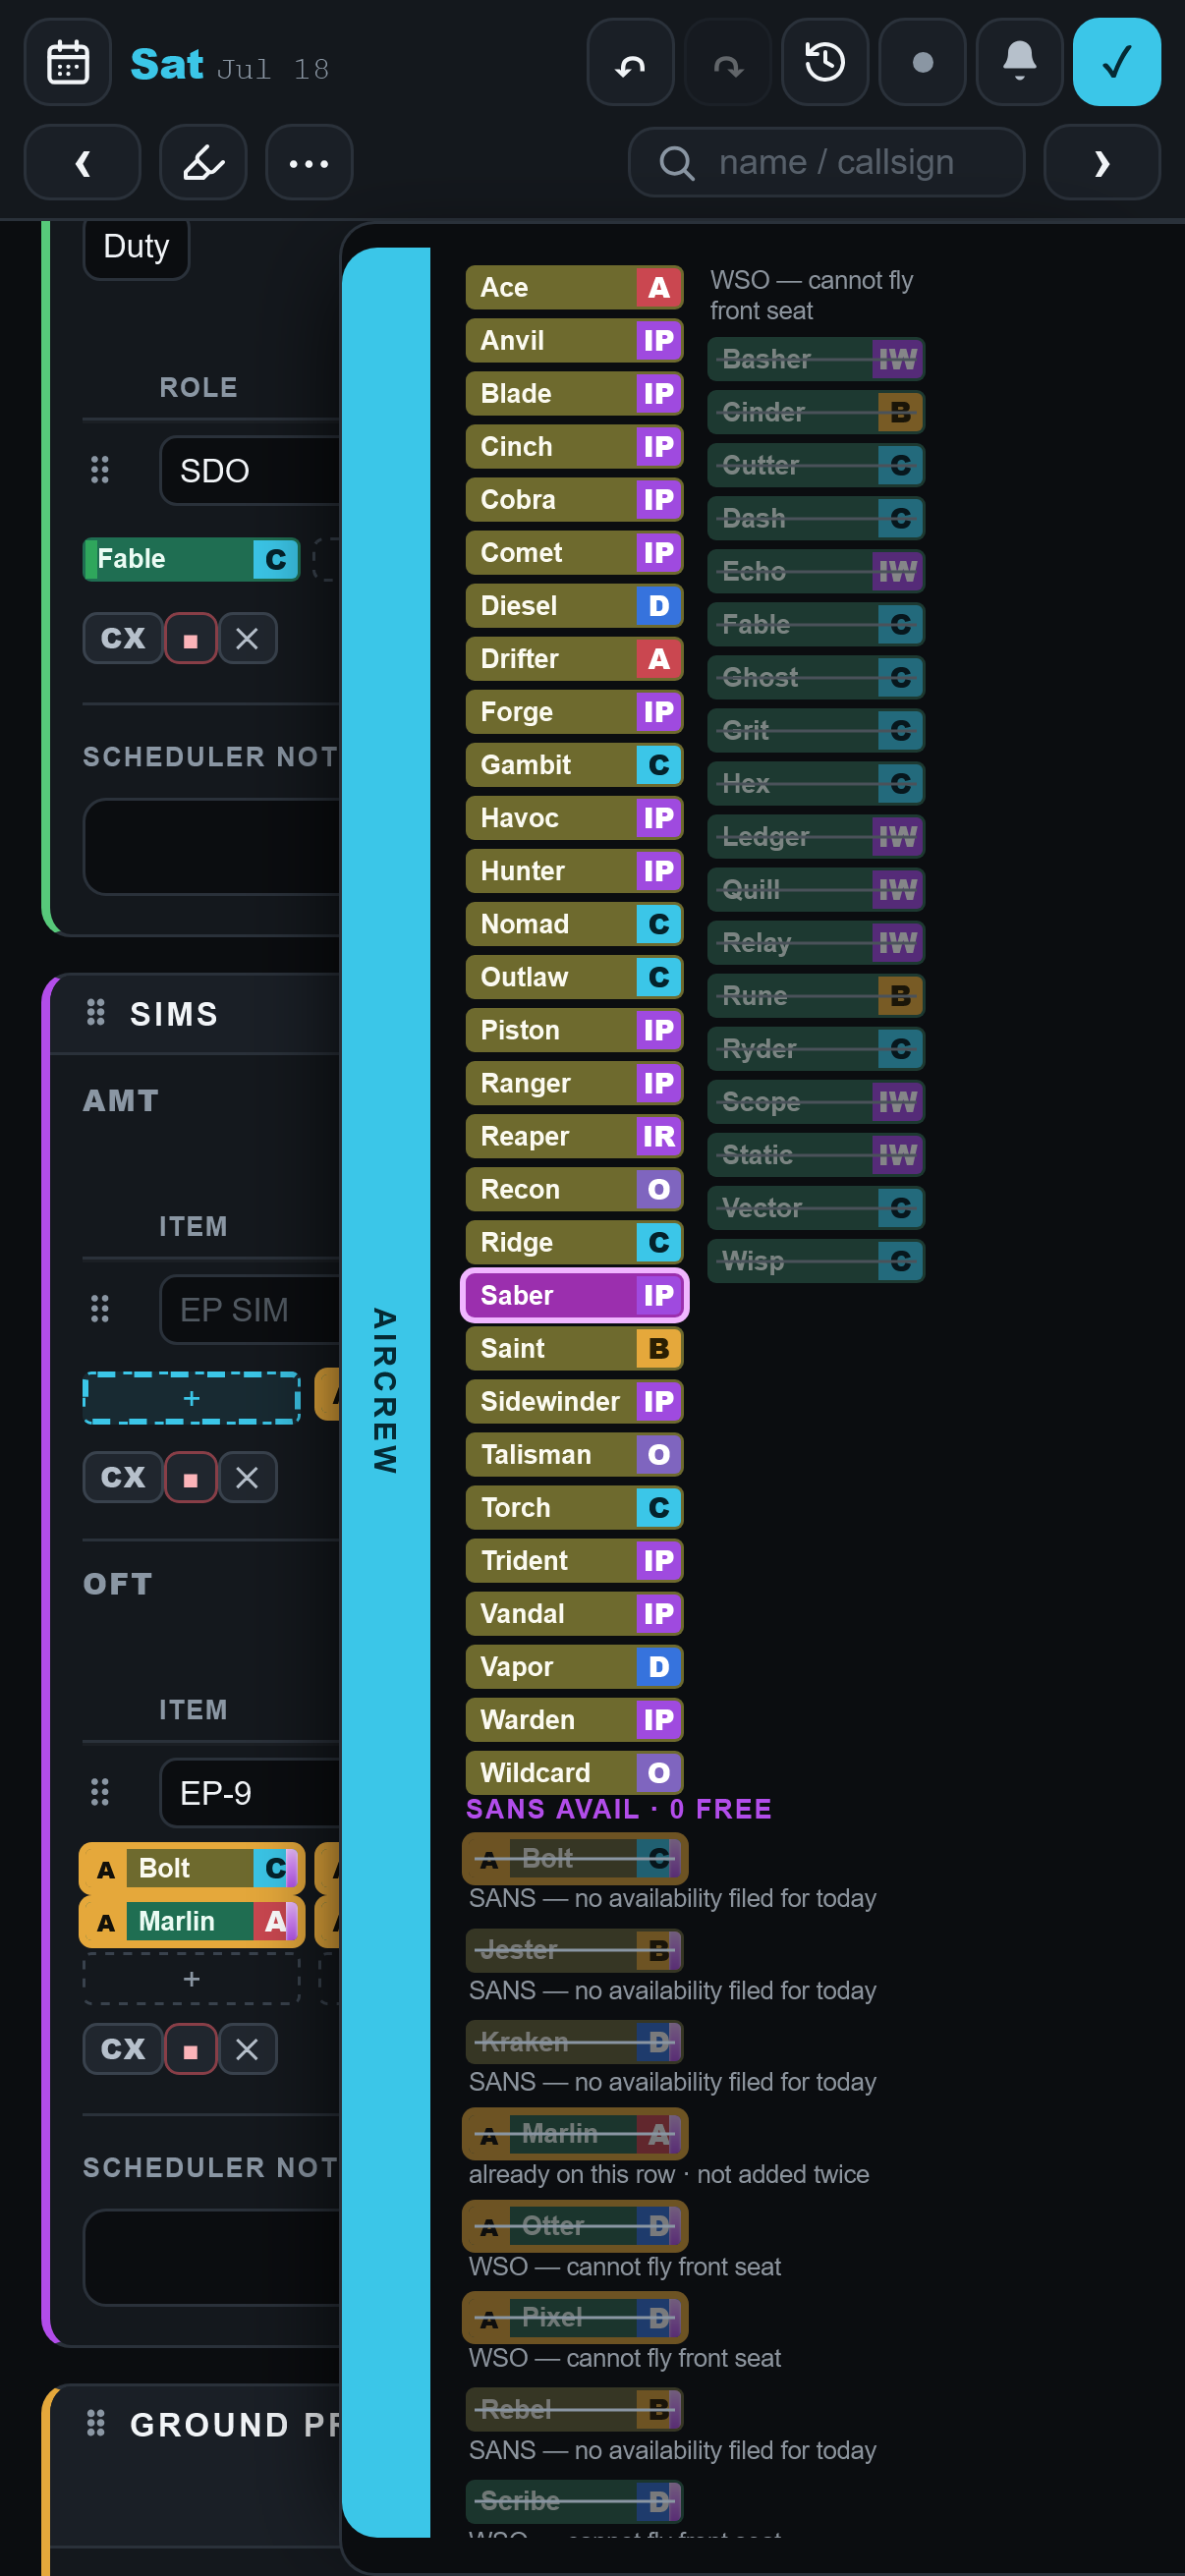 Sat Jul 18
name / callsign
Duty
ROLE
SDO
Fable C
CX
SCHEDULER NOT
SIMS
AMT
ITEM
EP SIM
+
A
CX
OFT
ITEM
EP-9
A Bolt C
A
A Marlin A
A
+
CX
SCHEDULER NOT
GROUND PR
AIRCREW
Ace A
Anvil IP
Blade IP
Cinch IP
Cobra IP
Comet IP
Diesel D
Drifter A
Forge IP
Gambit C
Havoc IP
Hunter IP
Nomad C
Outlaw C
Piston IP
Ranger IP
Reaper IR
Recon O
Ridge C
Saber IP
Saint B
Sidewinder IP
Talisman O
Torch C
Trident IP
Vandal IP
Vapor D
Warden IP
Wildcard O
WSO — cannot fly
front seat
Basher IW
Cinder B
Cutter C
Dash C
Echo IW
Fable C
Ghost C
Grit C
Hex C
Ledger IW
Quill IW
Relay IW
Rune B
Ryder C
Scope IW
Static IW
Vector C
Wisp C
SANS AVAIL · 0 FREE
A Bolt C
SANS — no availability filed for today
Jester B
SANS — no availability filed for today
Kraken D
SANS — no availability filed for today
A Marlin A
already on this row · not added twice
A Otter D
WSO — cannot fly front seat
A Pixel D
WSO — cannot fly front seat
Rebel B
SANS — no availability filed for today
Scribe D
WSO — cannot fly front seat